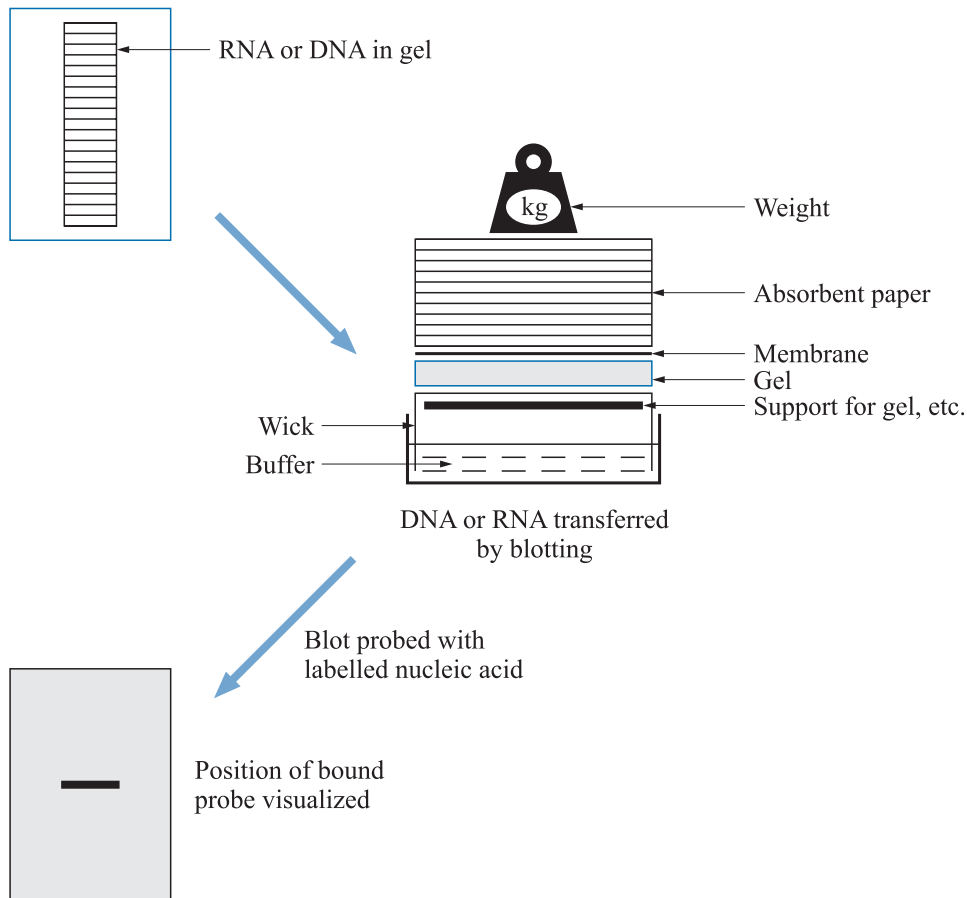 RNA or DNA in gel
kg
Weight
Absorbent paper
Membrane
Gel
Support for gel, etc.
Wick
Buffer
DNA or RNA transferred
by blotting
Blot probed with
labelled nucleic acid
Position of bound
probe visualized